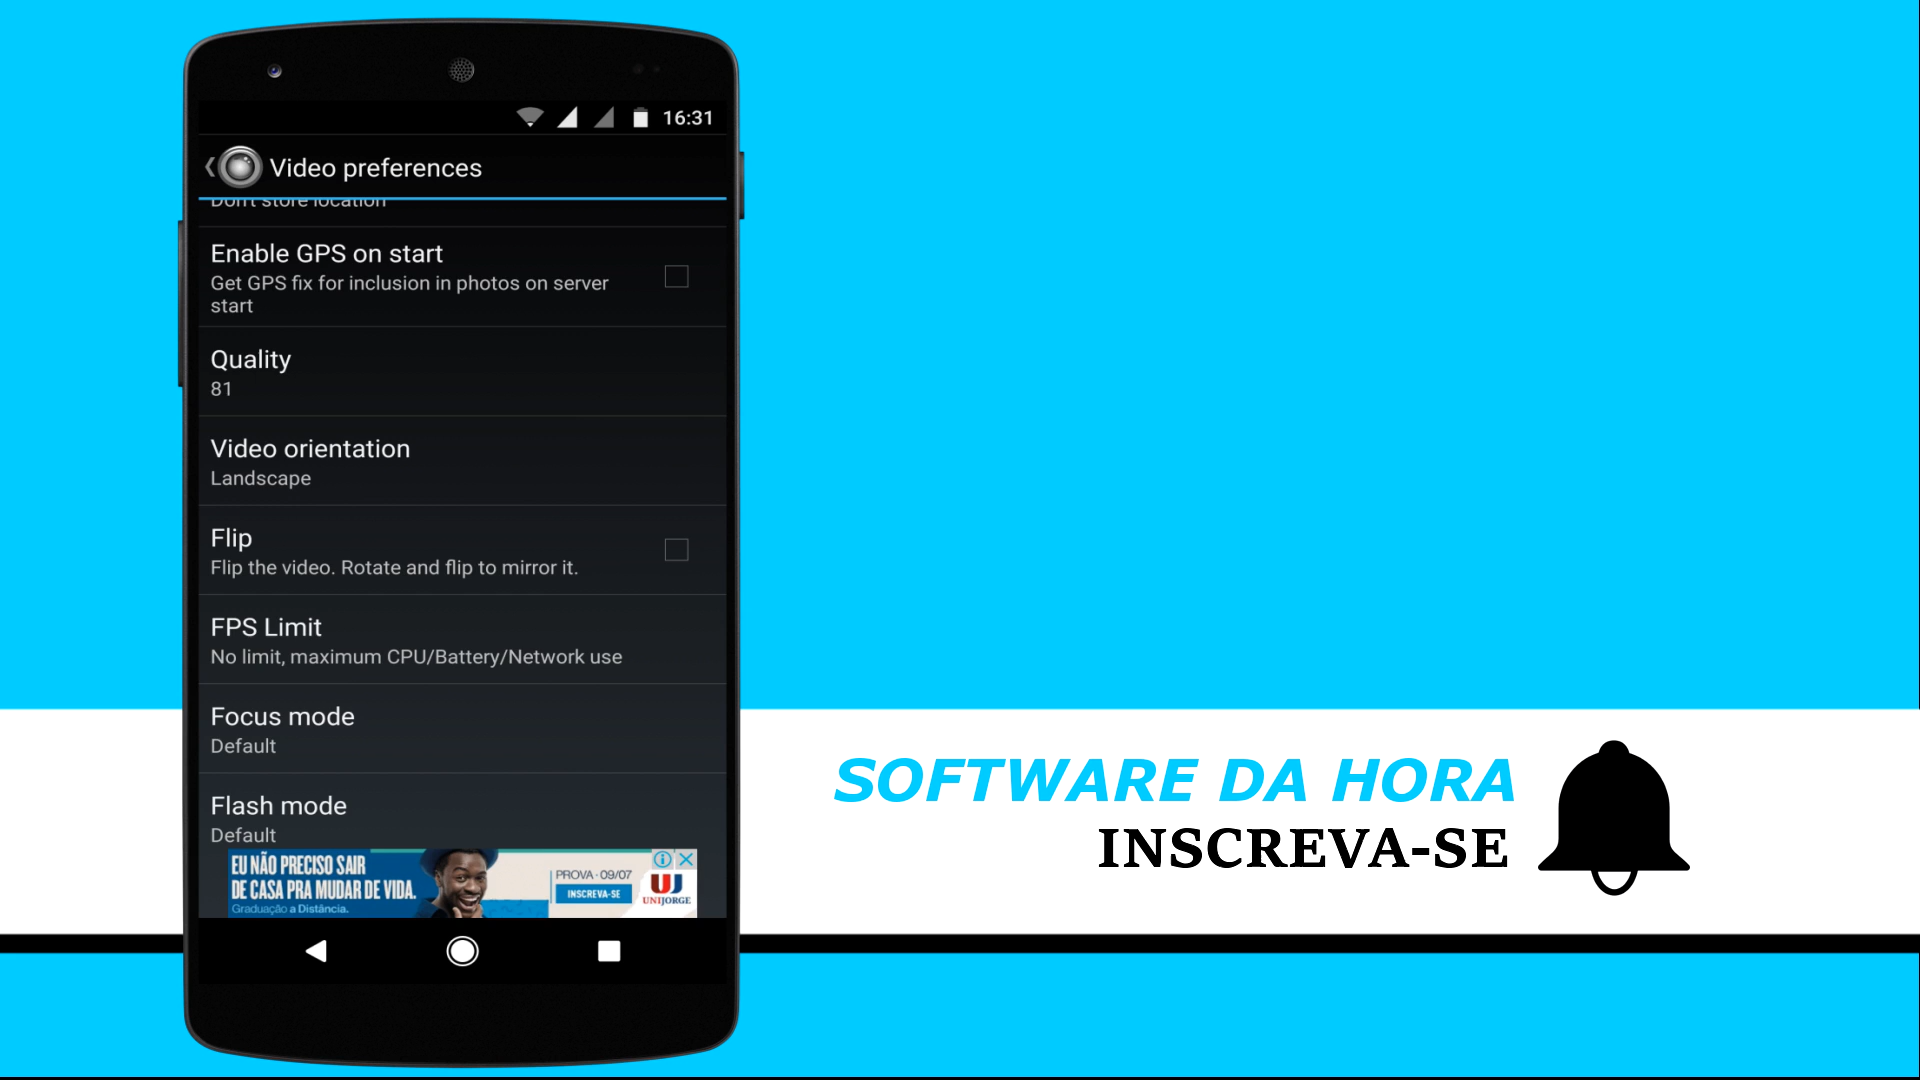 16:31
Video preferences
Don't store location
Enable GPS on start
Get GPS fix for inclusion in photos on server
start
Quality
81
Video orientation
Landscape
Flip
Flip the video. Rotate and flip to mirror it.
FPS Limit
No limit, maximum CPU/Battery/Network use
Focus mode
Default
Flash mode
Default
EU NÃO PRECISO SAIR
DE CASA PRA MUDAR DE VIDA.
Graduação a Distância.
PROVA · 09/07
INSCREVA-SE
UNIJORGE
SOFTWARE DA HORA
INSCREVA-SE